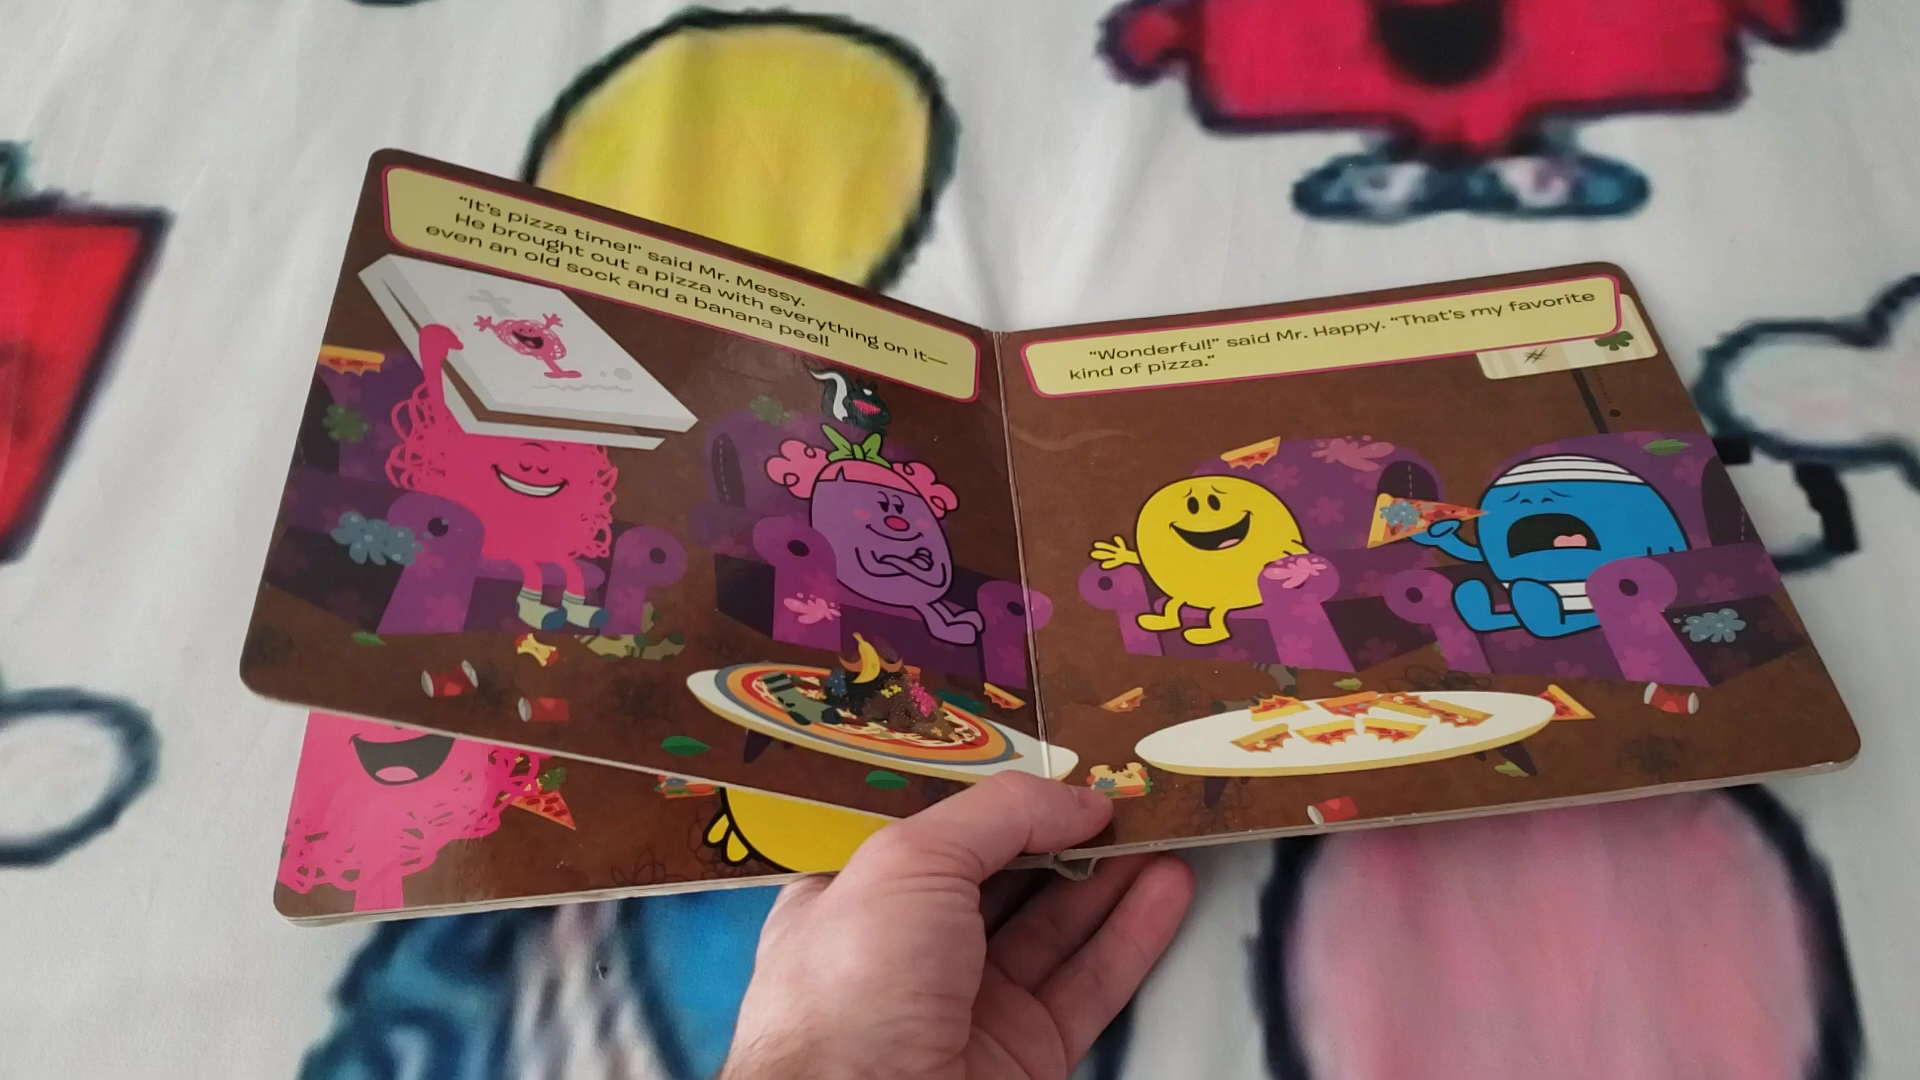 "It's pizza time!" said Mr. Messy.
He brought out a pizza with everything on it—
even an old sock and a banana peel!
"Wonderful!" said Mr. Happy. "That's my favorite
kind of pizza."